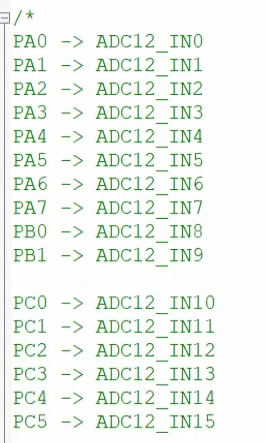 /*
PA0 -> ADC12_IN0
PA1 -> ADC12_IN1
PA2 -> ADC12_IN2
PA3 -> ADC12_IN3
PA4 -> ADC12_IN4
PA5 -> ADC12_IN5
PA6 -> ADC12_IN6
PA7 -> ADC12_IN7
PB0 -> ADC12_IN8
PB1 -> ADC12_IN9

PC0 -> ADC12_IN10
PC1 -> ADC12_IN11
PC2 -> ADC12_IN12
PC3 -> ADC12_IN13
PC4 -> ADC12_IN14
PC5 -> ADC12_IN15